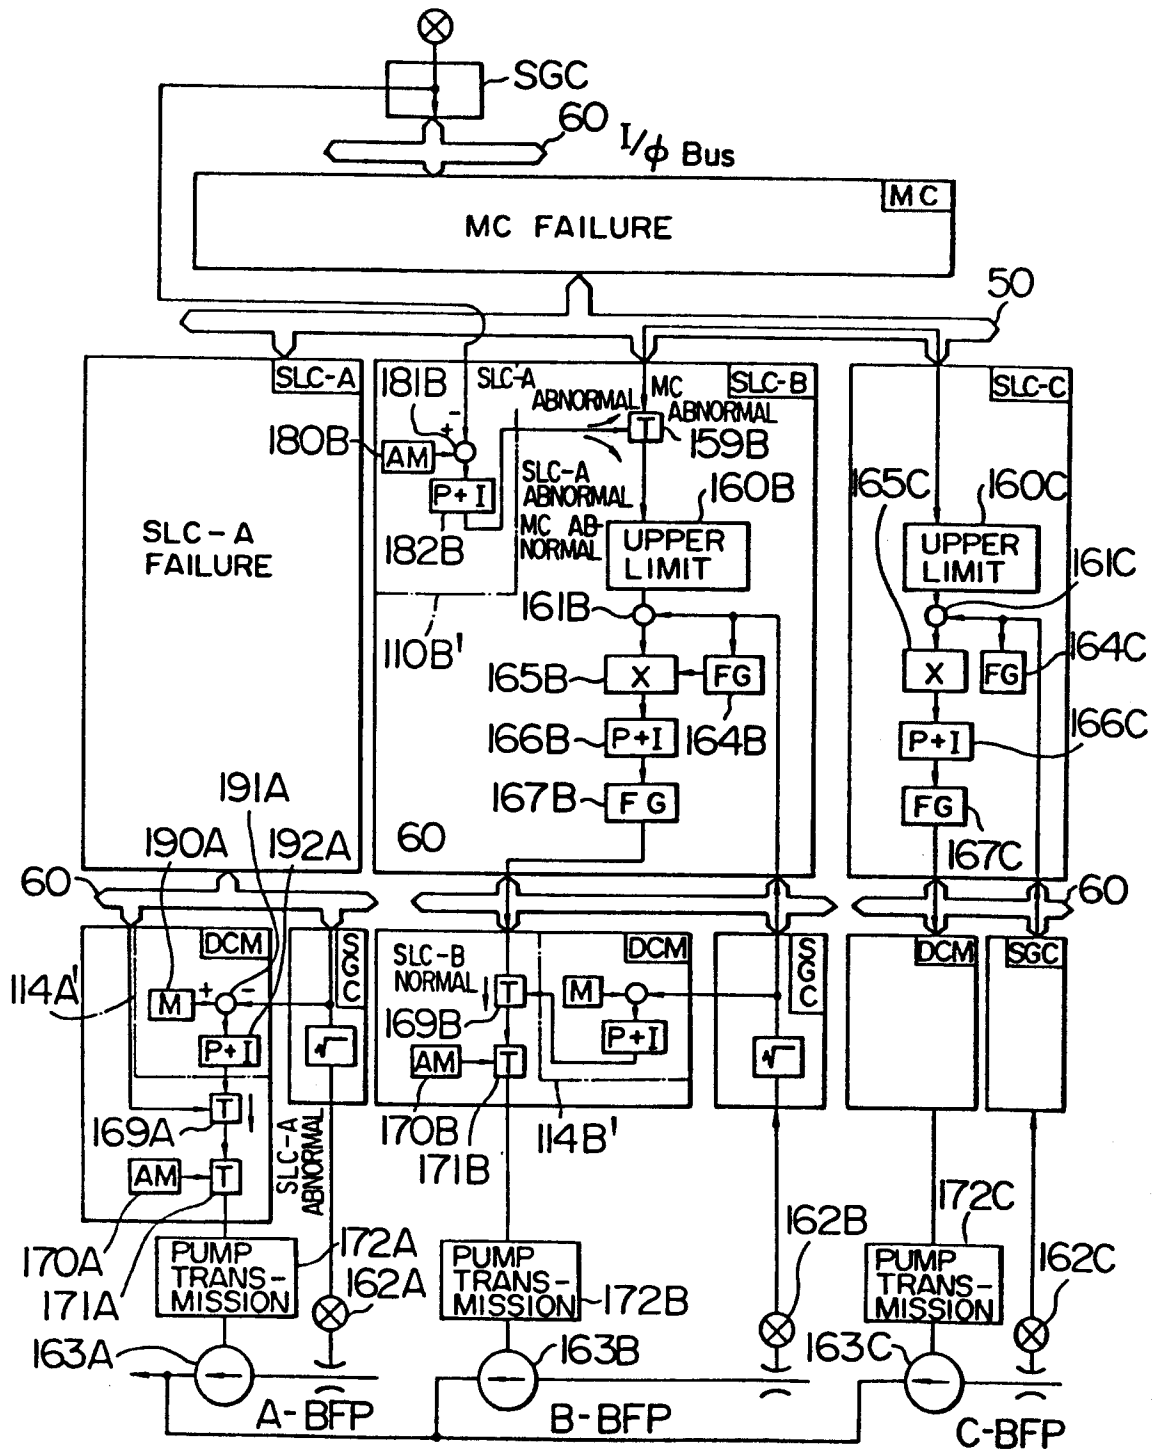 SGC
60
I/φ Bus
MC
MC FAILURE
50
SLC-A
SLC-A
FAILURE
181B
180B
AM
-
+
P+I
182B
110B'
SLC-A
ABNORMAL
MC
ABNORMAL
SLC-B
T
159B
SLC-A
ABNORMAL
MC AB-
NORMAL
160B
UPPER
LIMIT
161B
165B
X
FG
164B
166B
P+I
167B
FG
60
SLC-C
165C
160C
UPPER
LIMIT
161C
X
FG
164C
P+I
166C
FG
167C
191A
190A
192A
60
60
DCM
SGC
114A'
M
+
-
P+I
√
T
169A
AM
T
170A
171A
SLC-A
ABNORMAL
SLC-B
NORMAL
DCM
T
169B
M
P+I
AM
T
170B
171B
114B'
SGC
√
DCM
SGC
PUMP
TRANS-
MISSION
172A
162A
163A
A-BFP
PUMP
TRANS-
MISSION
172B
162B
163B
B-BFP
172C
PUMP
TRANS-
MISSION
162C
163C
C-BFP